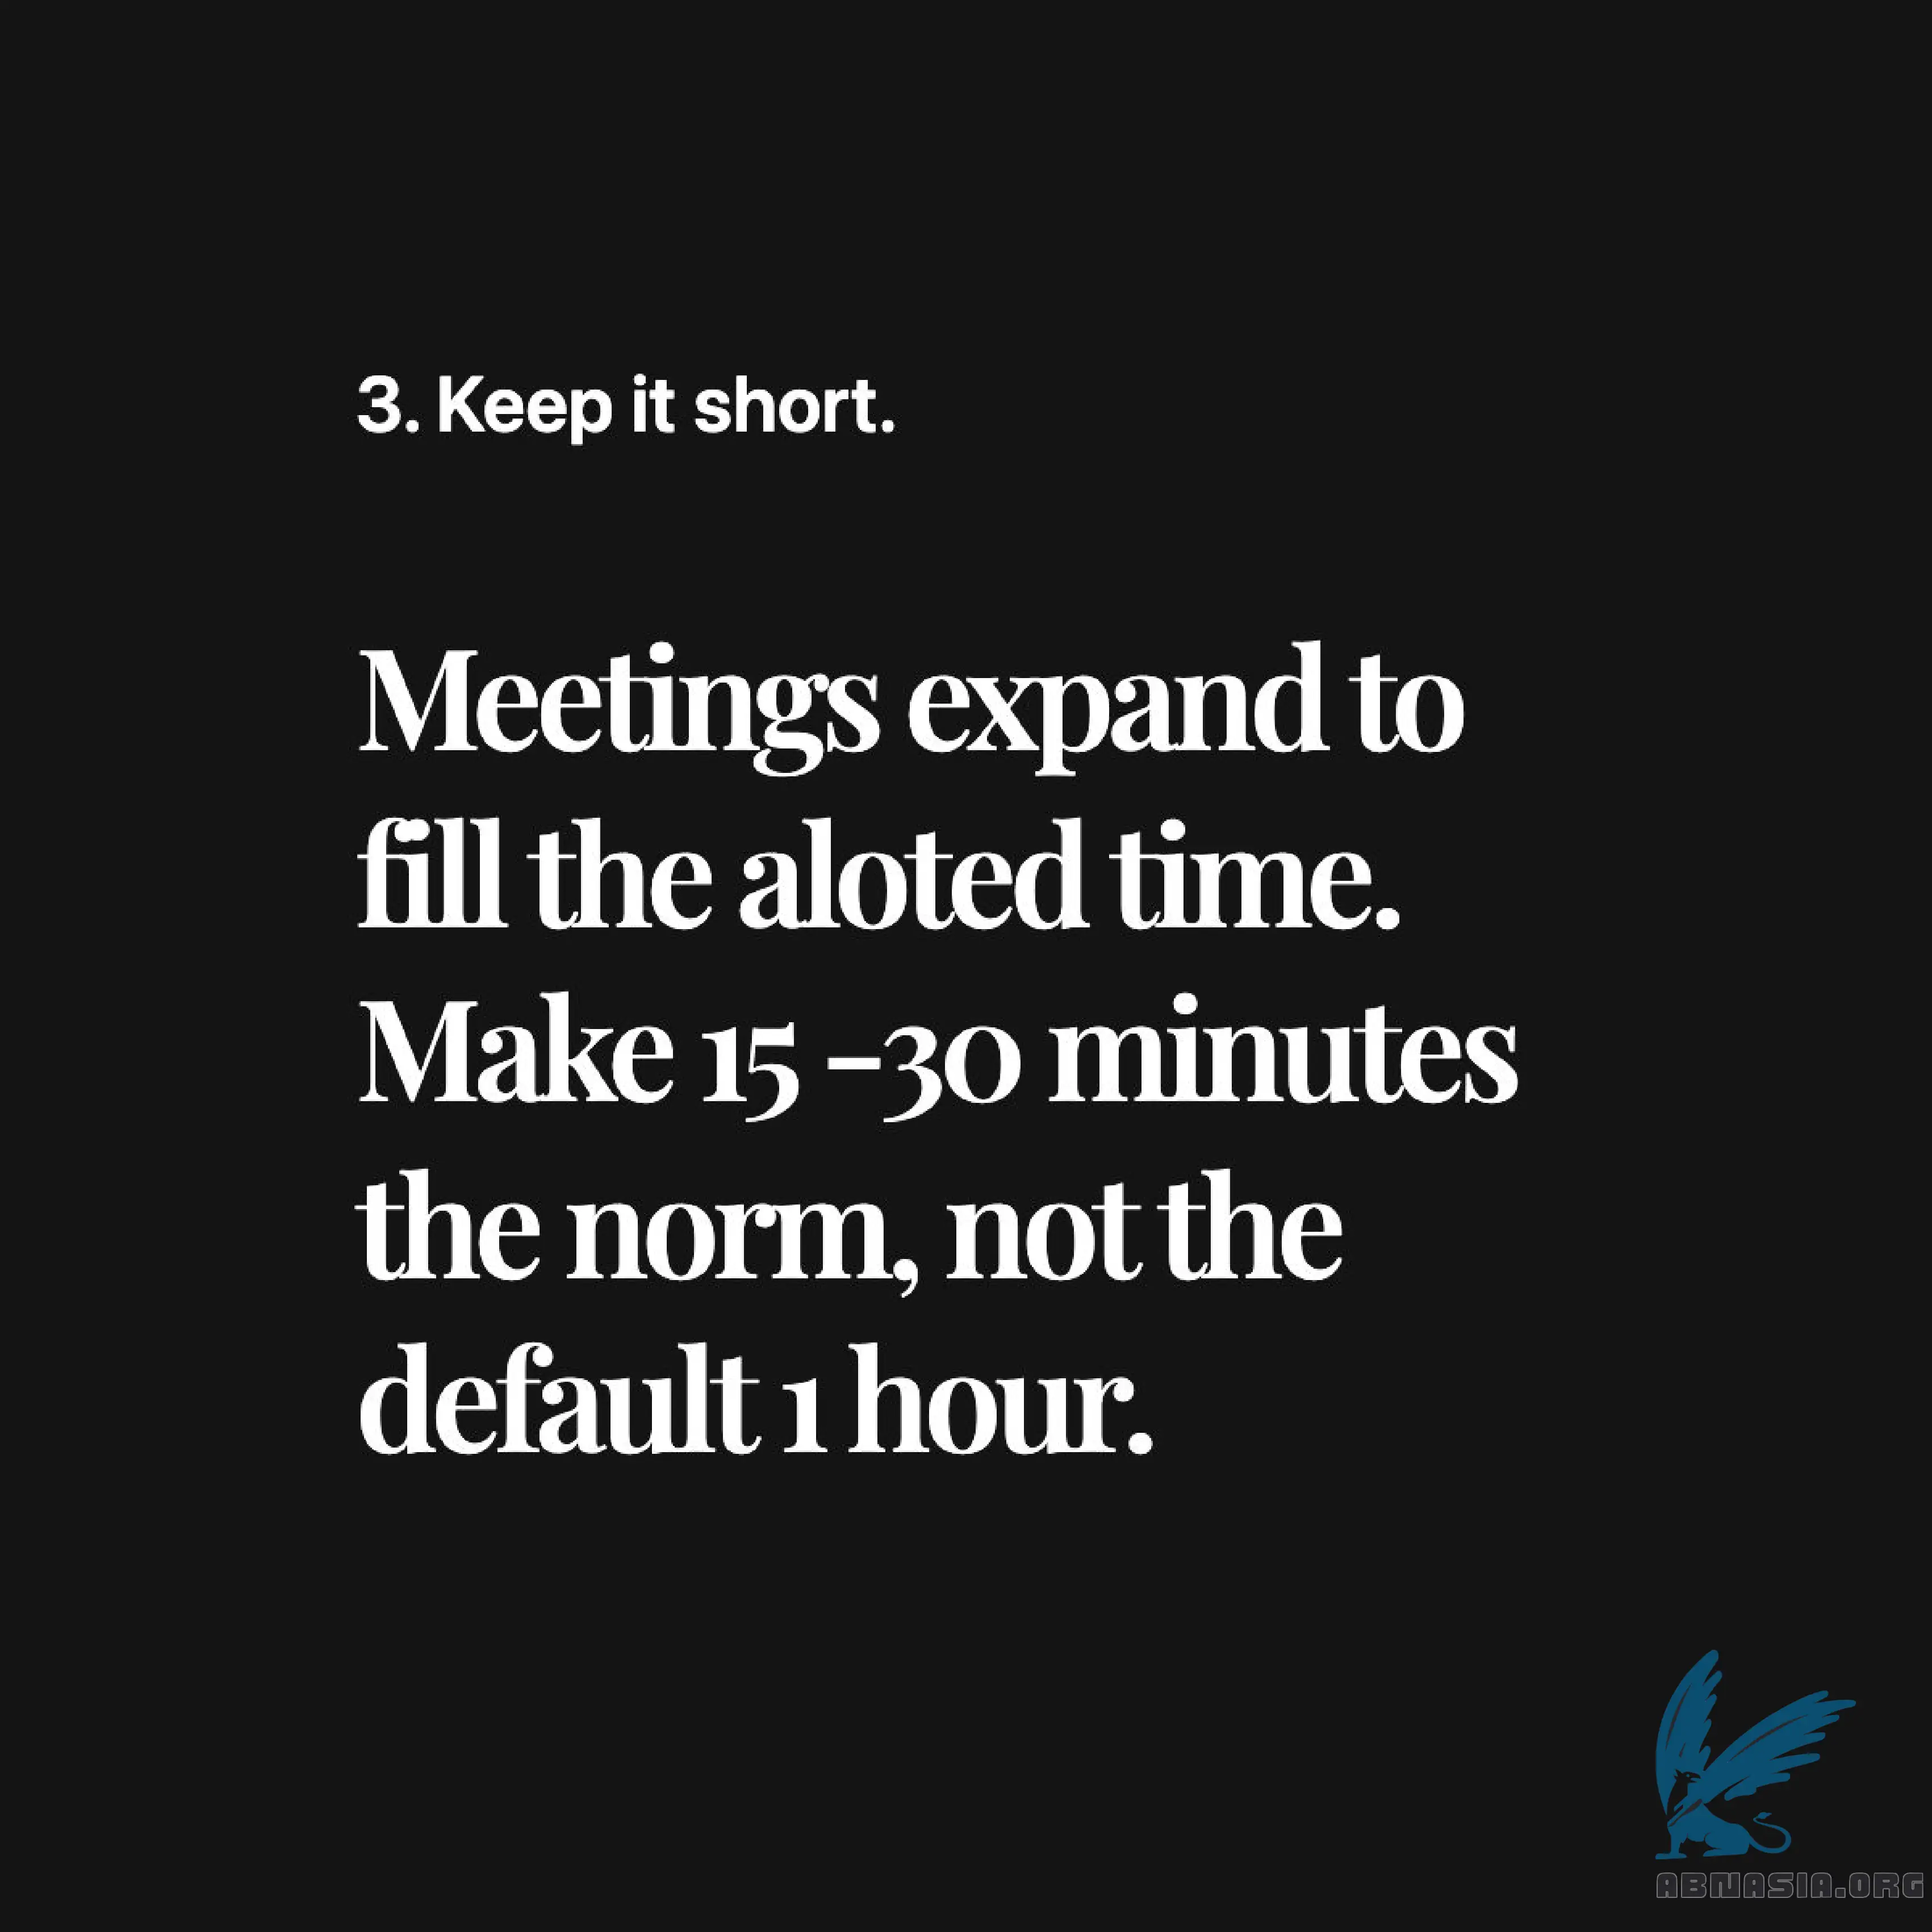 3. Keep it short.
Meetings expand to
fill the aloted time.
Make 15 -30 minutes
the norm, not the
default 1 hour.
ABNASIA.ORG